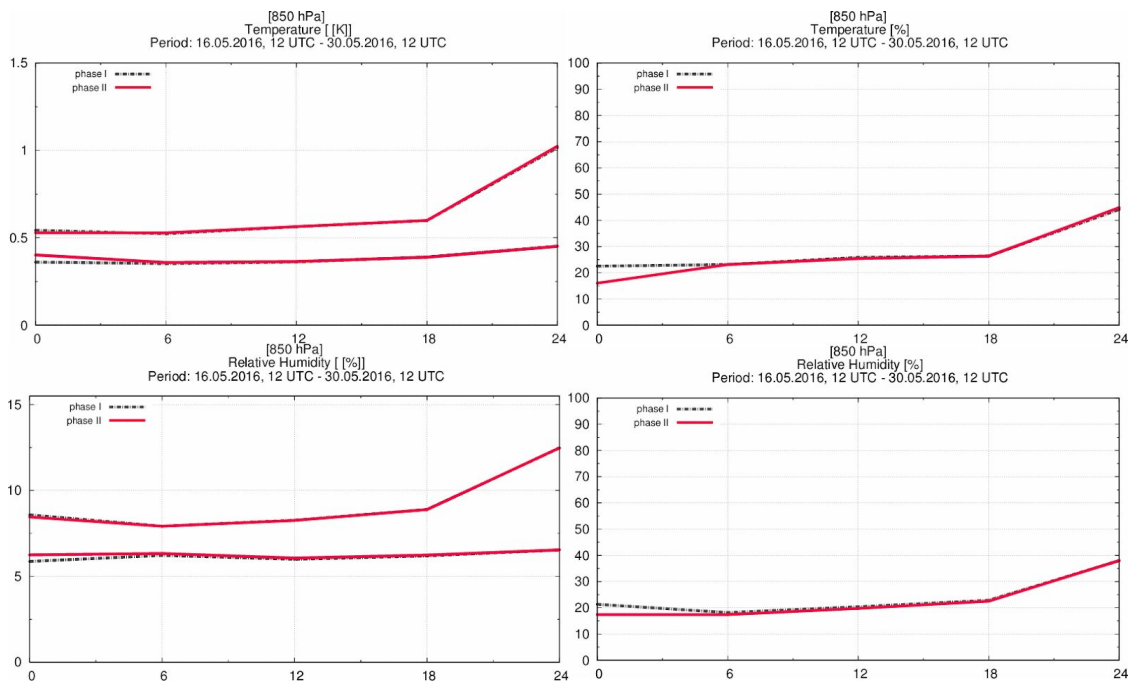 [850 hPa]
Temperature [ [K]]
Period: 16.05.2016, 12 UTC - 30.05.2016, 12 UTC
1.5
phase I
phase II
1
0.5
0
0 6 12 18 24
[850 hPa]
Temperature [%]
Period: 16.05.2016, 12 UTC - 30.05.2016, 12 UTC
100
phase I
90
phase II
80
70
60
50
40
30
20
10
0
0 6 12 18 24
[850 hPa]
Relative Humidity [ [%]]
Period: 16.05.2016, 12 UTC - 30.05.2016, 12 UTC
15
phase I
phase II
10
5
0
0 6 12 18 24
[850 hPa]
Relative Humidity [%]
Period: 16.05.2016, 12 UTC - 30.05.2016, 12 UTC
100
phase I
90
phase II
80
70
60
50
40
30
20
10
0
0 6 12 18 24